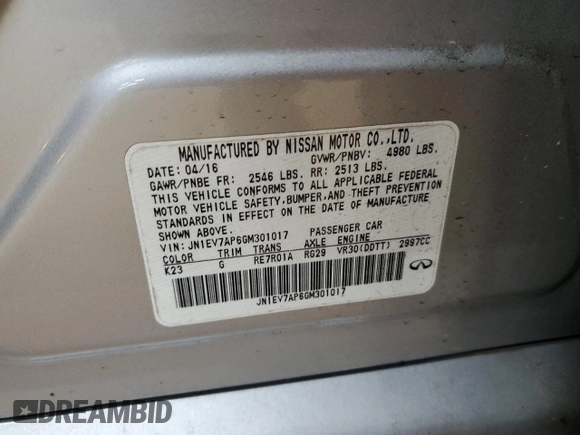 MANUFACTURED BY NISSAN MOTOR CO.,LTD.
DATE: 04/16 GVWR/PNBV: 4980 LBS.
GAWR/PNBE FR: 2546 LBS. RR: 2513 LBS.
THIS VEHICLE CONFORMS TO ALL APPLICABLE FEDERAL
MOTOR VEHICLE SAFETY,BUMPER,AND THEFT PREVENTION
STANDARDS IN EFFECT ON THE DATE OF MANUFACTURE
SHOWN ABOVE.
VIN: JN1EV7AP6GM301017 PASSENGER CAR
COLOR TRIM TRANS AXLE ENGINE
K23 G RE7R01A RG29 VR30(DDTT) 2997CC
JN1EV7AP6GM301017
DREAMBID